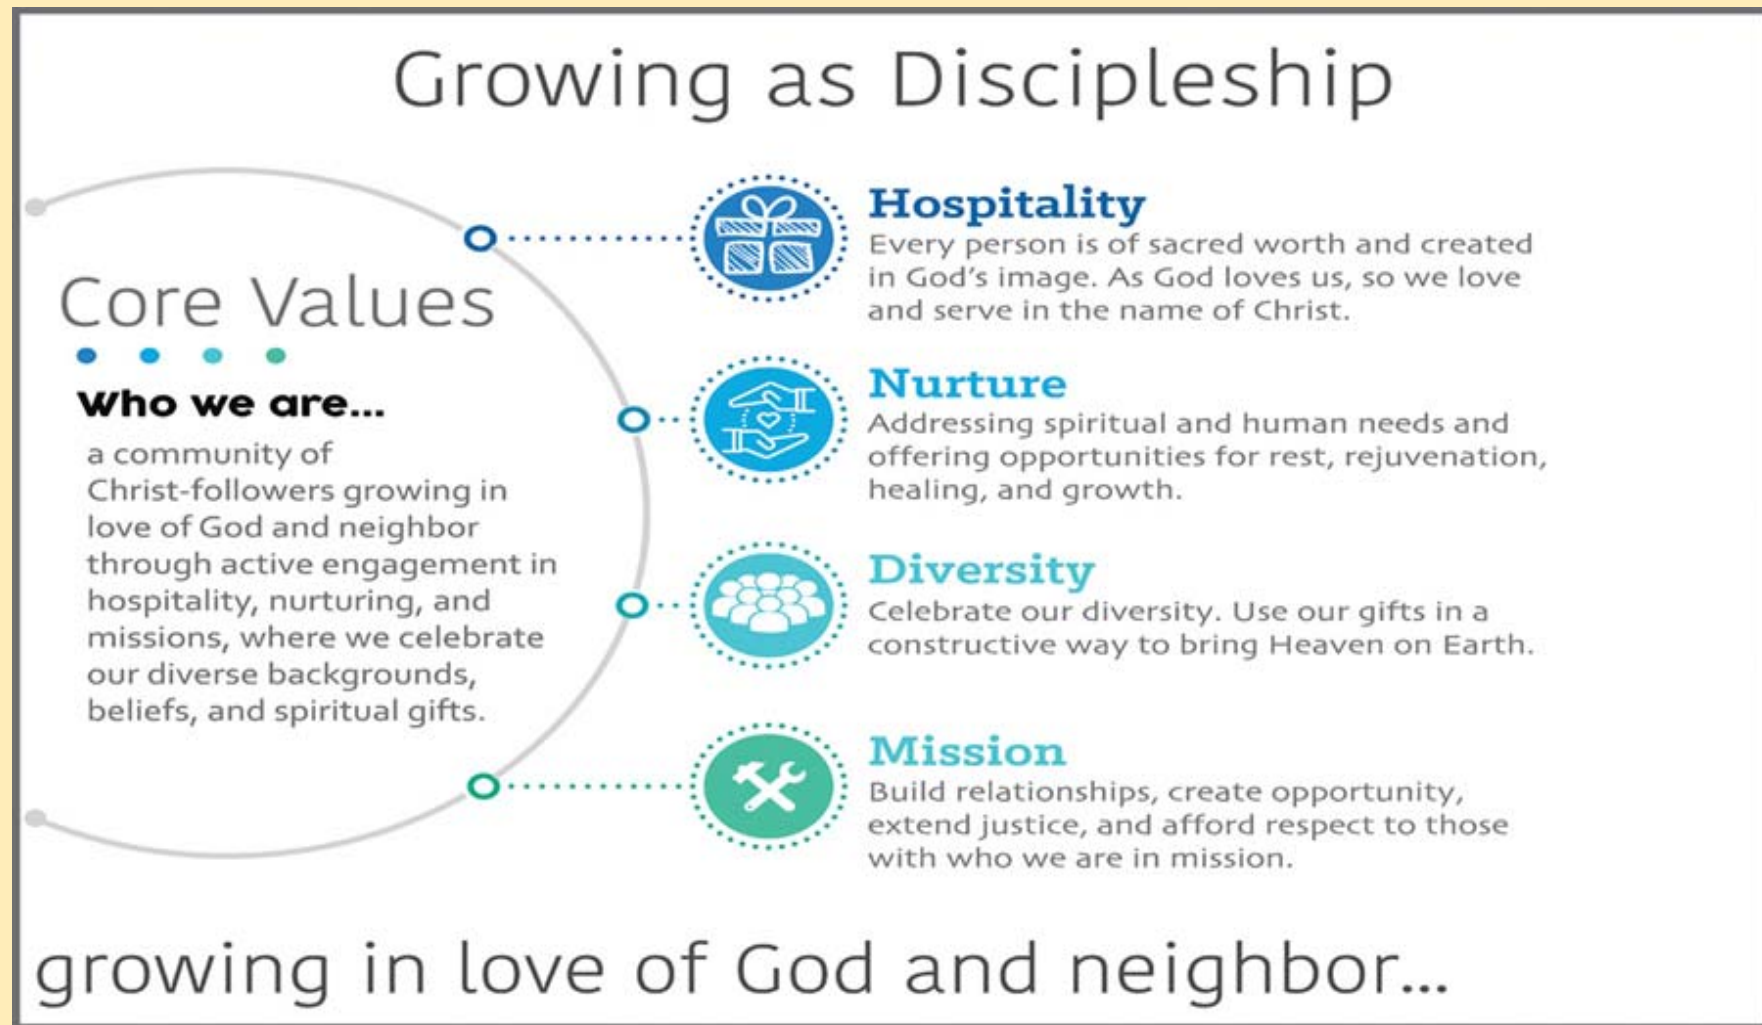 Growing as Discipleship
Core Values
Who we are...
a community of
Christ-followers growing in
love of God and neighbor
through active engagement in
hospitality, nurturing, and
missions, where we celebrate
our diverse backgrounds,
beliefs, and spiritual gifts.
Hospitality
Every person is of sacred worth and created
in God's image. As God loves us, so we love
and serve in the name of Christ.
Nurture
Addressing spiritual and human needs and
offering opportunities for rest, rejuvenation,
healing, and growth.
Diversity
Celebrate our diversity. Use our gifts in a
constructive way to bring Heaven on Earth.
Mission
Build relationships, create opportunity,
extend justice, and afford respect to those
with who we are in mission.
growing in love of God and neighbor...